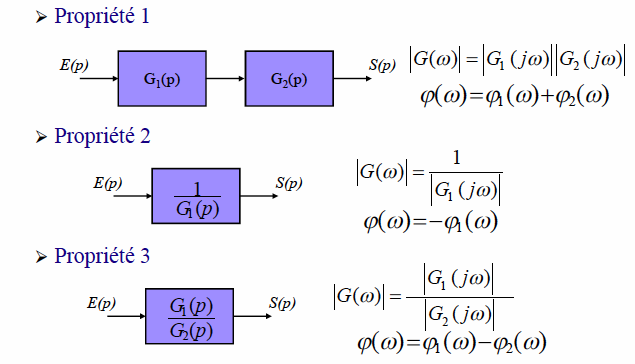 ➢ Propriété 1
E(p) G₁(p) G₂(p) S(p) |G(ω)| = |G₁(jω)||G₂(jω)|
φ(ω)=φ₁(ω)+φ₂(ω)
➢ Propriété 2
E(p) 1/G₁(p) S(p) |G(ω)| = 1/|G₁(jω)|
φ(ω)=−φ₁(ω)
➢ Propriété 3
E(p) G₁(p)/G₂(p) S(p) |G(ω)| = |G₁(jω)|/|G₂(jω)|
φ(ω)=φ₁(ω)−φ₂(ω)